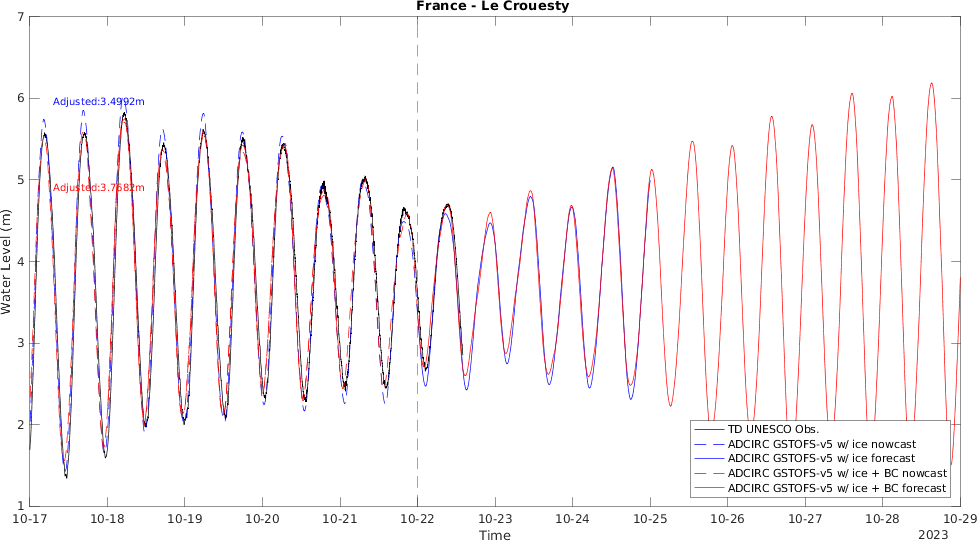 France - Le Crouesty
7
6
5
4
3
2
1
Water Level (m)
Adjusted:3.4992m
Adjusted:3.7682m
TD UNESCO Obs.
ADCIRC GSTOFS-v5 w/ ice nowcast
ADCIRC GSTOFS-v5 w/ ice forecast
ADCIRC GSTOFS-v5 w/ ice + BC nowcast
ADCIRC GSTOFS-v5 w/ ice + BC forecast
10-17 10-18 10-19 10-20 10-21 10-22 10-23 10-24 10-25 10-26 10-27 10-28 10-29
Time
2023